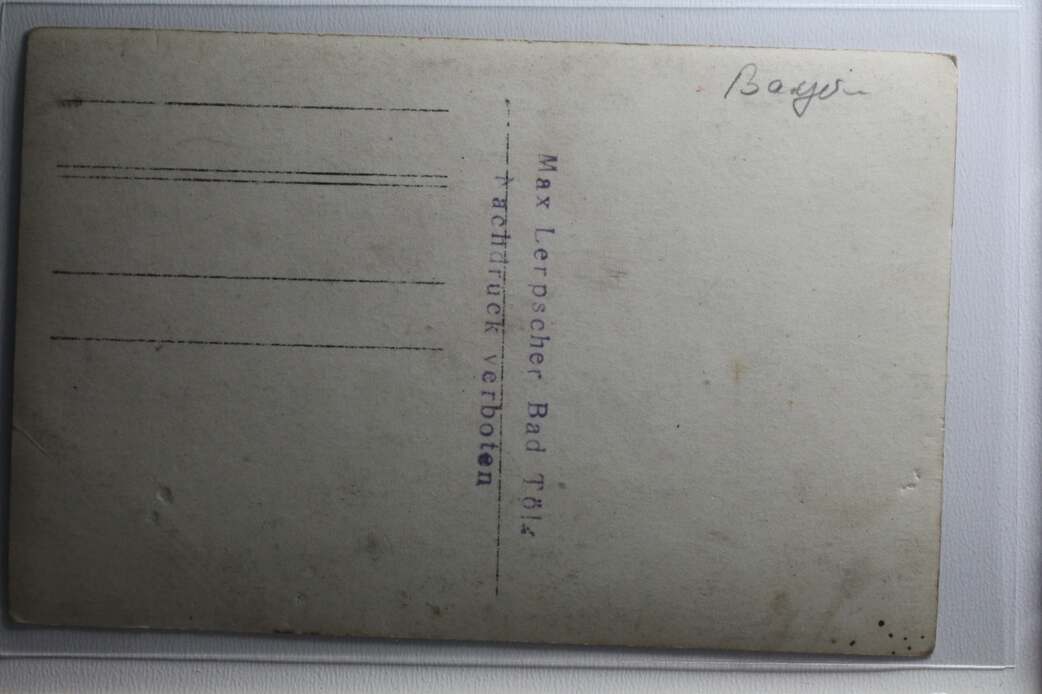 Bayern
Max Lerpscher Bad Tölz
Nachdruck verboten